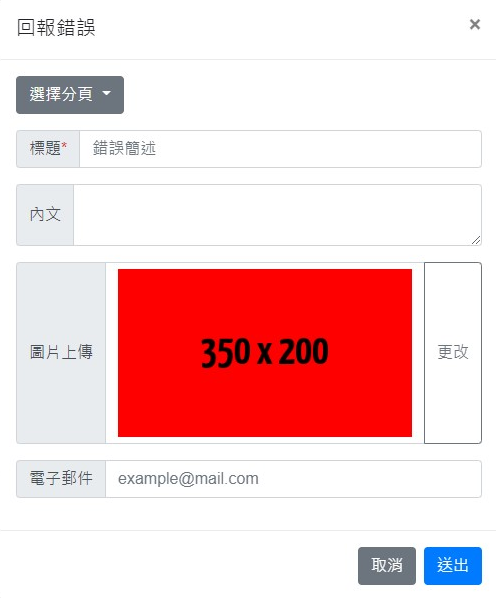 回報錯誤 ×
選擇分頁
標題* 錯誤簡述
內文
圖片上傳 350 x 200 更改
電子郵件 example@mail.com
取消 送出